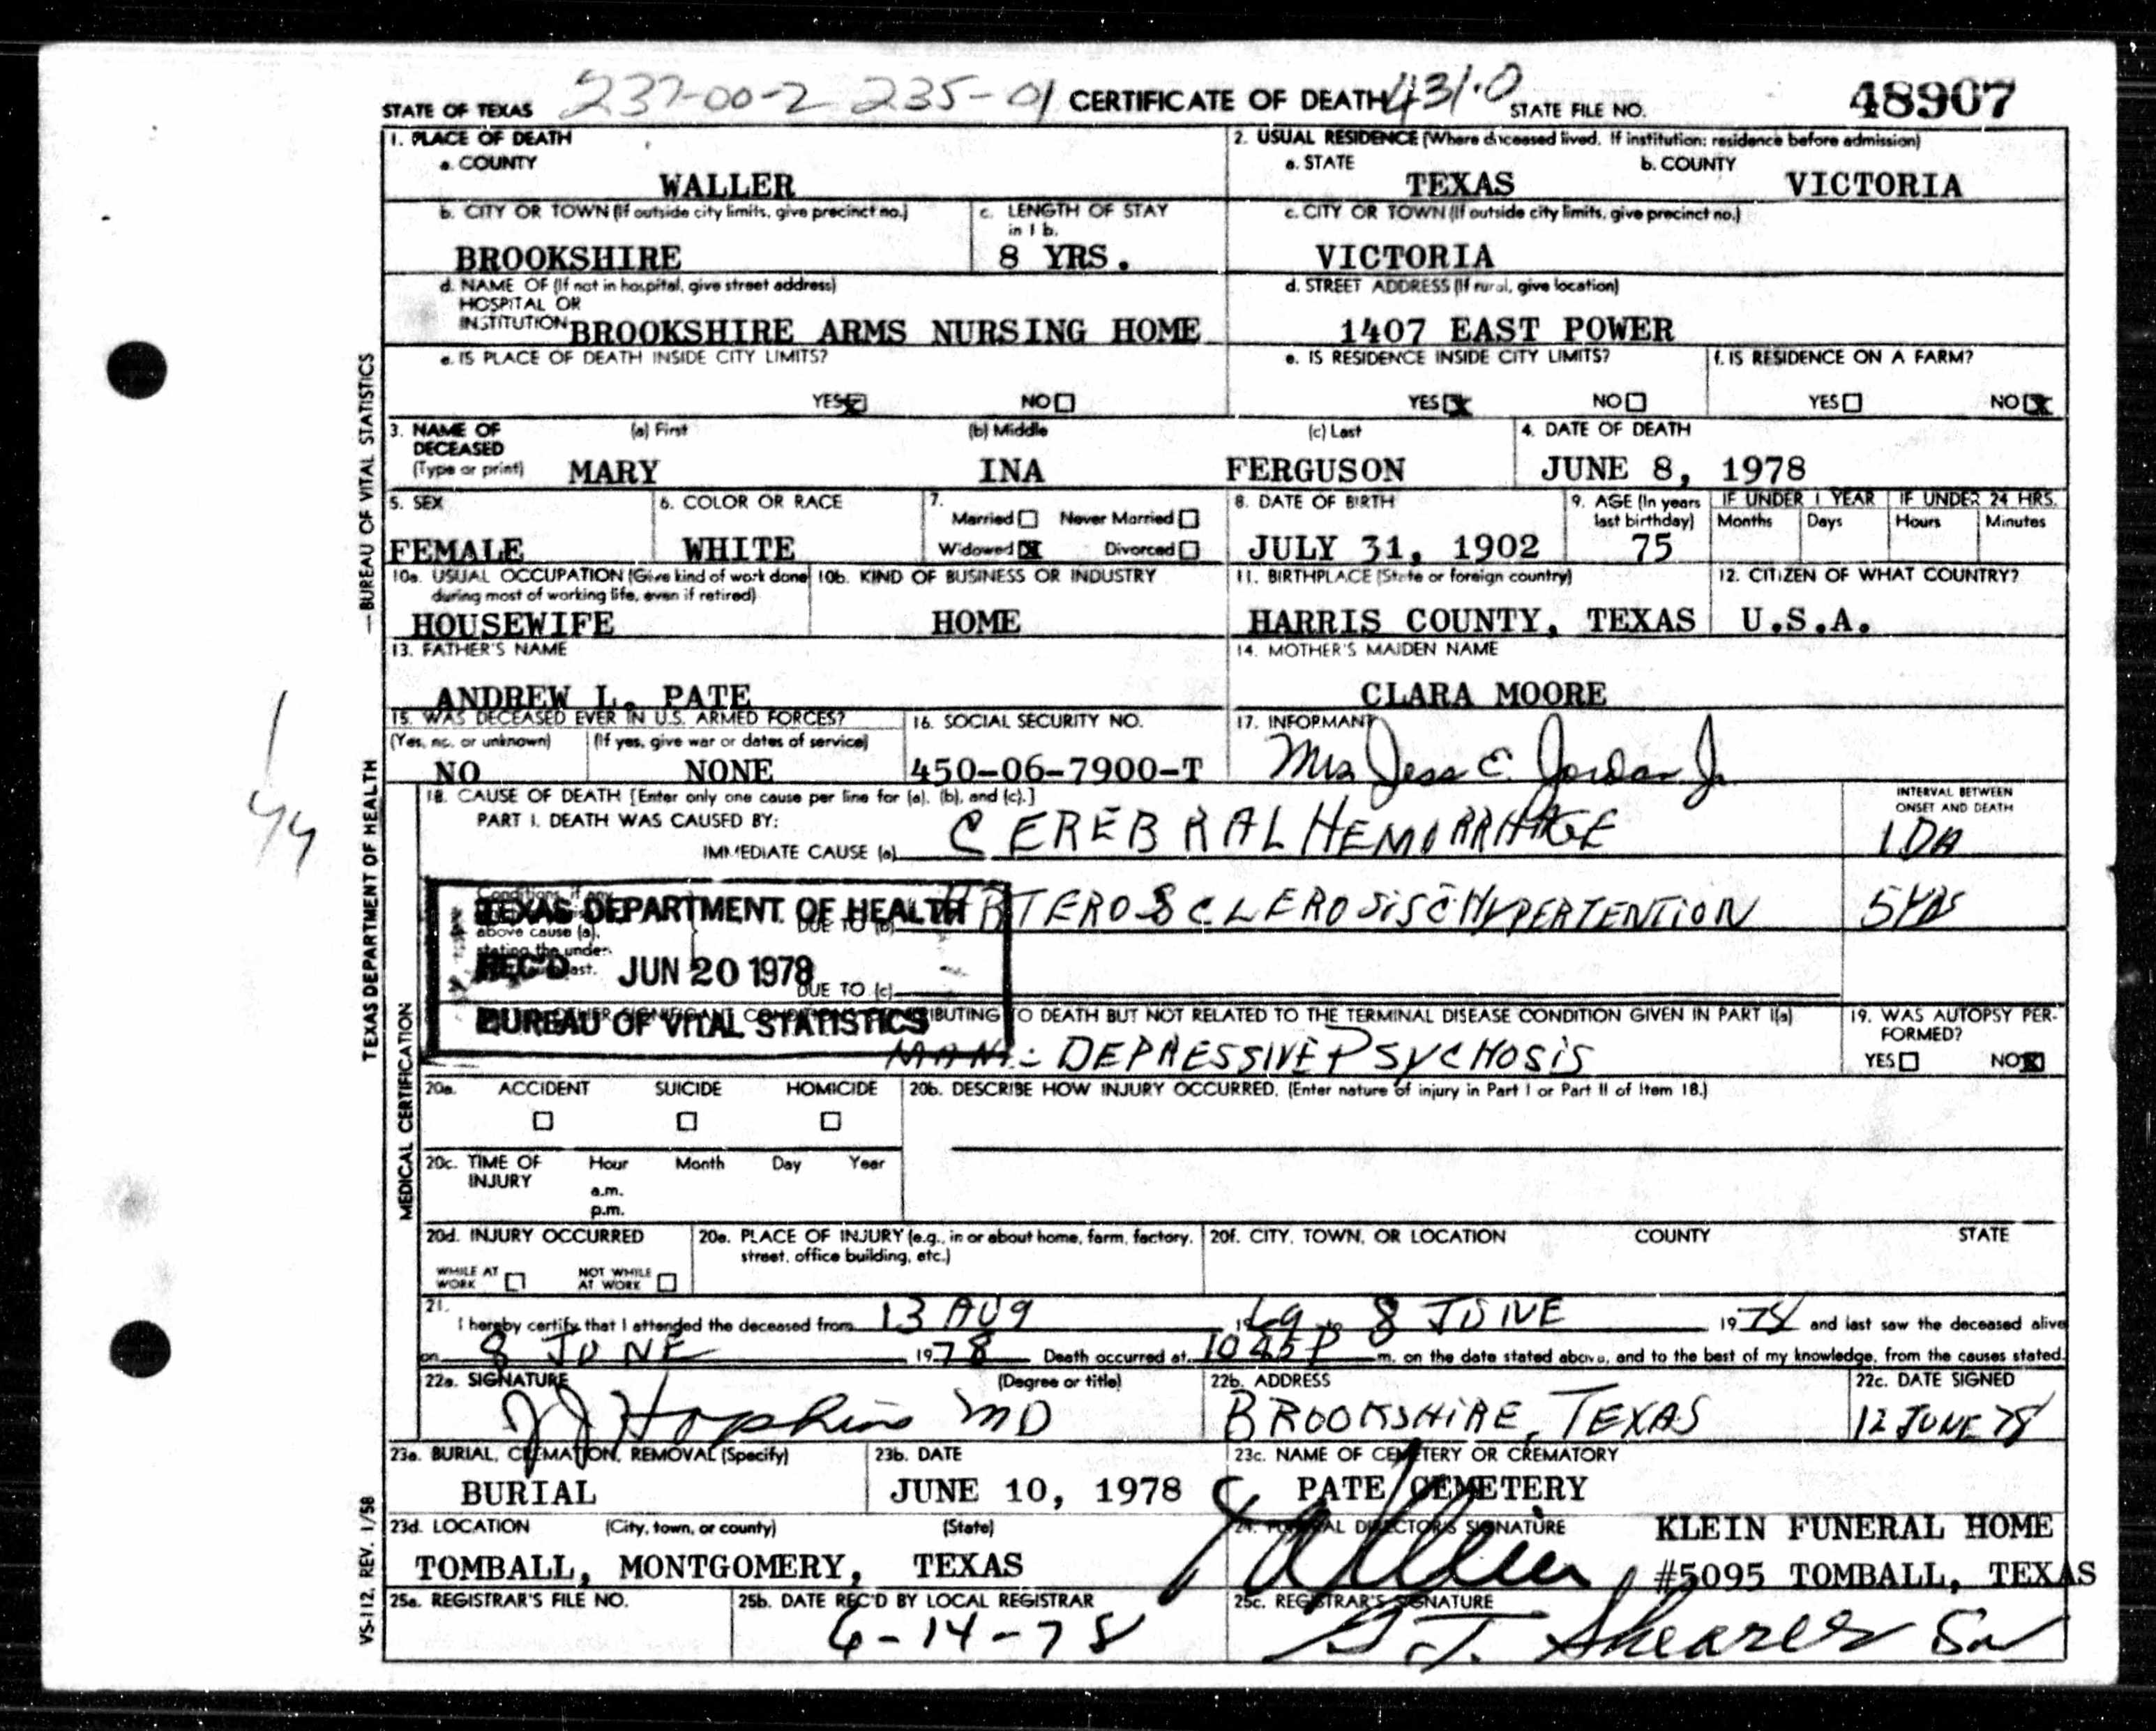 237-00-2 235-01 431.0
STATE OF TEXAS CERTIFICATE OF DEATH STATE FILE NO. 48907
1. PLACE OF DEATH
a. COUNTY
WALLER
2. USUAL RESIDENCE (Where deceased lived. If institution: residence before admission)
a. STATE b. COUNTY
TEXAS VICTORIA
b. CITY OR TOWN (If outside city limits, give precinct no.)
BROOKSHIRE
c. LENGTH OF STAY
in 1 b.
8 YRS.
c. CITY OR TOWN (If outside city limits, give precinct no.)
VICTORIA
d. NAME OF (If not in hospital, give street address)
HOSPITAL OR
INSTITUTION BROOKSHIRE ARMS NURSING HOME
d. STREET ADDRESS (If rural, give location)
1407 EAST POWER
e. IS PLACE OF DEATH INSIDE CITY LIMITS?
YES NO
e. IS RESIDENCE INSIDE CITY LIMITS?
YES NO
f. IS RESIDENCE ON A FARM?
YES NO
3. NAME OF DECEASED
(Type or print)
(a) First (b) Middle (c) Last
MARY INA FERGUSON
4. DATE OF DEATH
JUNE 8, 1978
5. SEX
FEMALE
6. COLOR OR RACE
WHITE
7.
Married Never Married
Widowed Divorced
8. DATE OF BIRTH
JULY 31, 1902
9. AGE (In years
last birthday)
75
IF UNDER 1 YEAR IF UNDER 24 HRS.
Months Days Hours Minutes
10a. USUAL OCCUPATION (Give kind of work done
during most of working life, even if retired)
HOUSEWIFE
10b. KIND OF BUSINESS OR INDUSTRY
HOME
11. BIRTHPLACE (State or foreign country)
HARRIS COUNTY, TEXAS
12. CITIZEN OF WHAT COUNTRY?
U.S.A.
13. FATHER'S NAME
ANDREW L. PATE
14. MOTHER'S MAIDEN NAME
CLARA MOORE
15. WAS DECEASED EVER IN U.S. ARMED FORCES?
(Yes, no, or unknown) (If yes, give war or dates of service)
NO NONE
16. SOCIAL SECURITY NO.
450-06-7900-T
17. INFORMANT
Mrs Jess E. Jordan Jr
18. CAUSE OF DEATH [Enter only one cause per line for (a), (b), and (c).]
PART I. DEATH WAS CAUSED BY:
IMMEDIATE CAUSE (a) CEREBRAL HEMORRHAGE
INTERVAL BETWEEN
ONSET AND DEATH
1 DA
Conditions, if any
above cause (a),
stating the under-
last.
DUE TO (b) ARTEROSCLEROSIS C̄ HYPERTENTION
5 YRS
DUE TO (c)
TEXAS DEPARTMENT OF HEALTH
REC'D JUN 20 1978
BUREAU OF VITAL STATISTICS
OTHER SIGNIFICANT CONDITIONS CONTRIBUTING TO DEATH BUT NOT RELATED TO THE TERMINAL DISEASE CONDITION GIVEN IN PART I(a)
MANI- DEPRESSIVE PSYCHOSIS
19. WAS AUTOPSY PER-
FORMED?
YES NO
20a. ACCIDENT SUICIDE HOMICIDE
20b. DESCRIBE HOW INJURY OCCURRED. (Enter nature of injury in Part I or Part II of Item 18.)
20c. TIME OF
INJURY
Hour Month Day Year
a.m.
p.m.
20d. INJURY OCCURRED
WHILE AT
WORK
NOT WHILE
AT WORK
20e. PLACE OF INJURY (e.g., in or about home, farm, factory,
street, office building, etc.)
20f. CITY, TOWN, OR LOCATION COUNTY STATE
21.
I hereby certify that I attended the deceased from 13 AUG 1969 to 8 JUNE 1978 and last saw the deceased alive
on 8 JUNE 1978 Death occurred at 1045P m. on the date stated above, and to the best of my knowledge, from the causes stated.
22a. SIGNATURE (Degree or title)
JJ Hopkins MD
22b. ADDRESS
BROOKSHIRE, TEXAS
22c. DATE SIGNED
12 JUNE 78
23a. BURIAL, CREMATION, REMOVAL (Specify)
BURIAL
23b. DATE
JUNE 10, 1978
23c. NAME OF CEMETERY OR CREMATORY
PATE CEMETERY
23d. LOCATION (City, town, or county) (State)
TOMBALL, MONTGOMERY, TEXAS
24. FUNERAL DIRECTOR'S SIGNATURE
KLEIN FUNERAL HOME
#5095 TOMBALL, TEXAS
25a. REGISTRAR'S FILE NO.
25b. DATE REC'D BY LOCAL REGISTRAR
6-14-78
25c. REGISTRAR'S SIGNATURE
Shearer Sr
TEXAS DEPARTMENT OF HEALTH —BUREAU OF VITAL STATISTICS
MEDICAL CERTIFICATION
VS-112, REV. 1/58